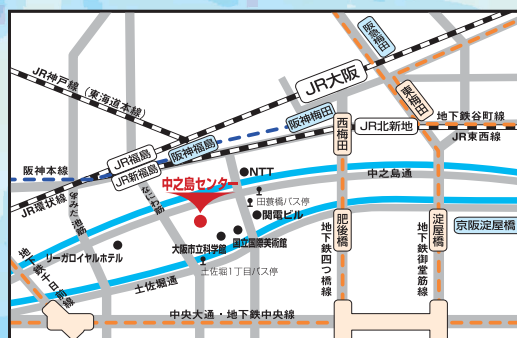 阪急梅田
JR大阪
JR神戸線（東海道本線）
東梅田
阪神梅田
西梅田
JR北新地
地下鉄谷町線
JR東西線
阪神福島
JR福島
JR新福島
阪神本線
JR環状線
なにわ筋
あみだ池筋
中之島センター
NTT
田蓑橋バス停
関電ビル
中之島通
肥後橋
淀屋橋
京阪淀屋橋
地下鉄四つ橋線
地下鉄御堂筋線
国立国際美術館
大阪市立科学館
リーガロイヤルホテル
土佐堀1丁目バス停
土佐堀通
地下鉄千日前線
中央大通・地下鉄中央線